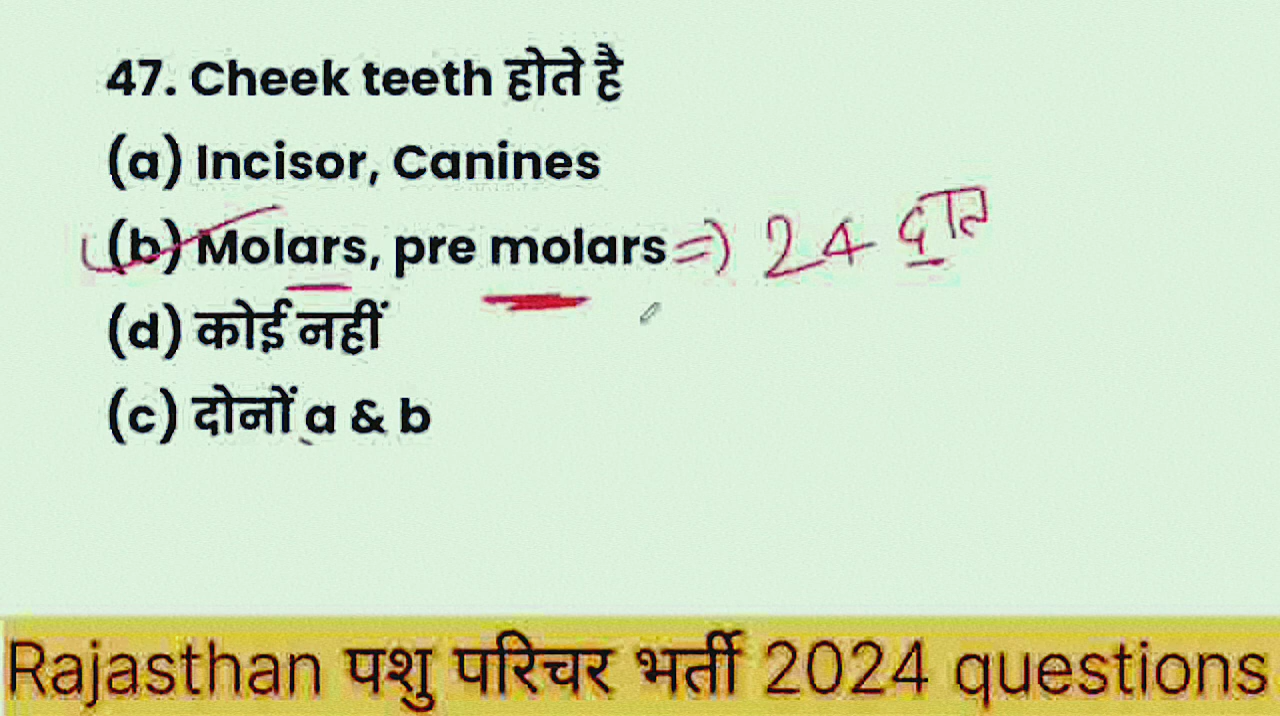 47. Cheek teeth होते है
(a) Incisor, Canines
(b) Molars, pre molars => 24 दात
(d) कोई नहीं
(c) दोनों a & b
Rajasthan पशु परिचर भर्ती 2024 questions